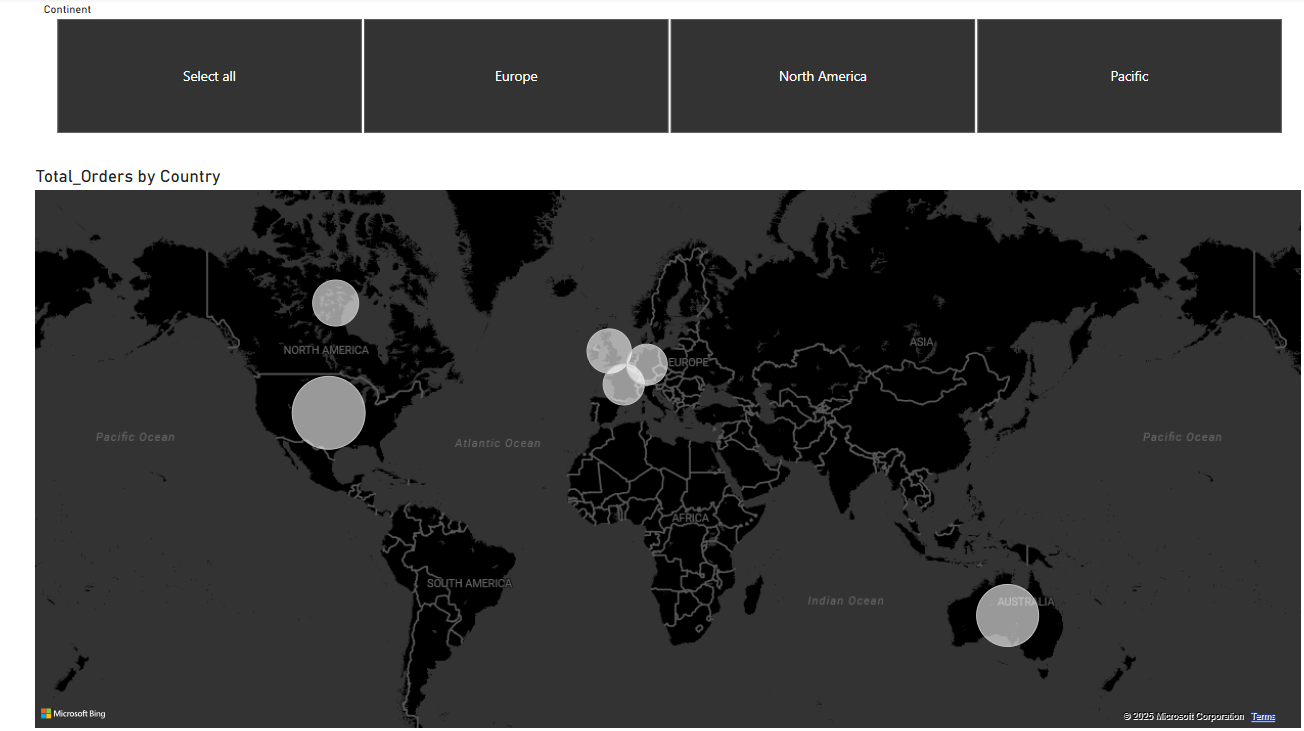 Continent
Select all
Europe
North America
Pacific
Total_Orders by Country
NORTH AMERICA
EUROPE
ASIA
Pacific Ocean
Atlantic Ocean
Pacific Ocean
AFRICA
SOUTH AMERICA
Indian Ocean
AUSTRALIA
Microsoft Bing
© 2025 Microsoft Corporation Terms